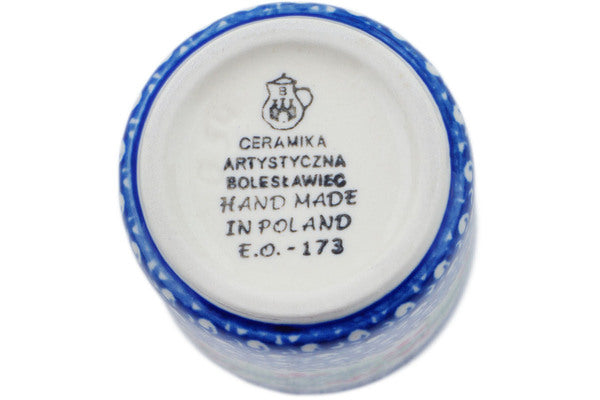 B
CERAMIKA
ARTYSTYCZNA
BOLESŁAWIEC
HAND MADE
IN POLAND
E.O. - 173